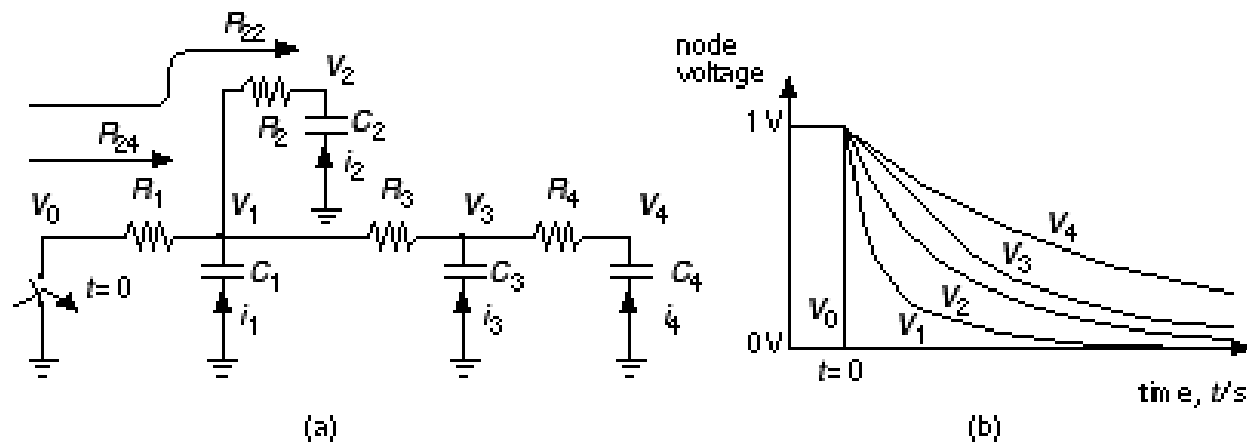 R22
V2
R2
C2
R24
i2
V0
R1
V1
R3
V3
R4
V4
t=0
C1
C3
C4
i1
i3
i4
(a)
node
voltage
1 V
V4
V3
V2
V0
V1
0 V
t=0
time, t/s
(b)